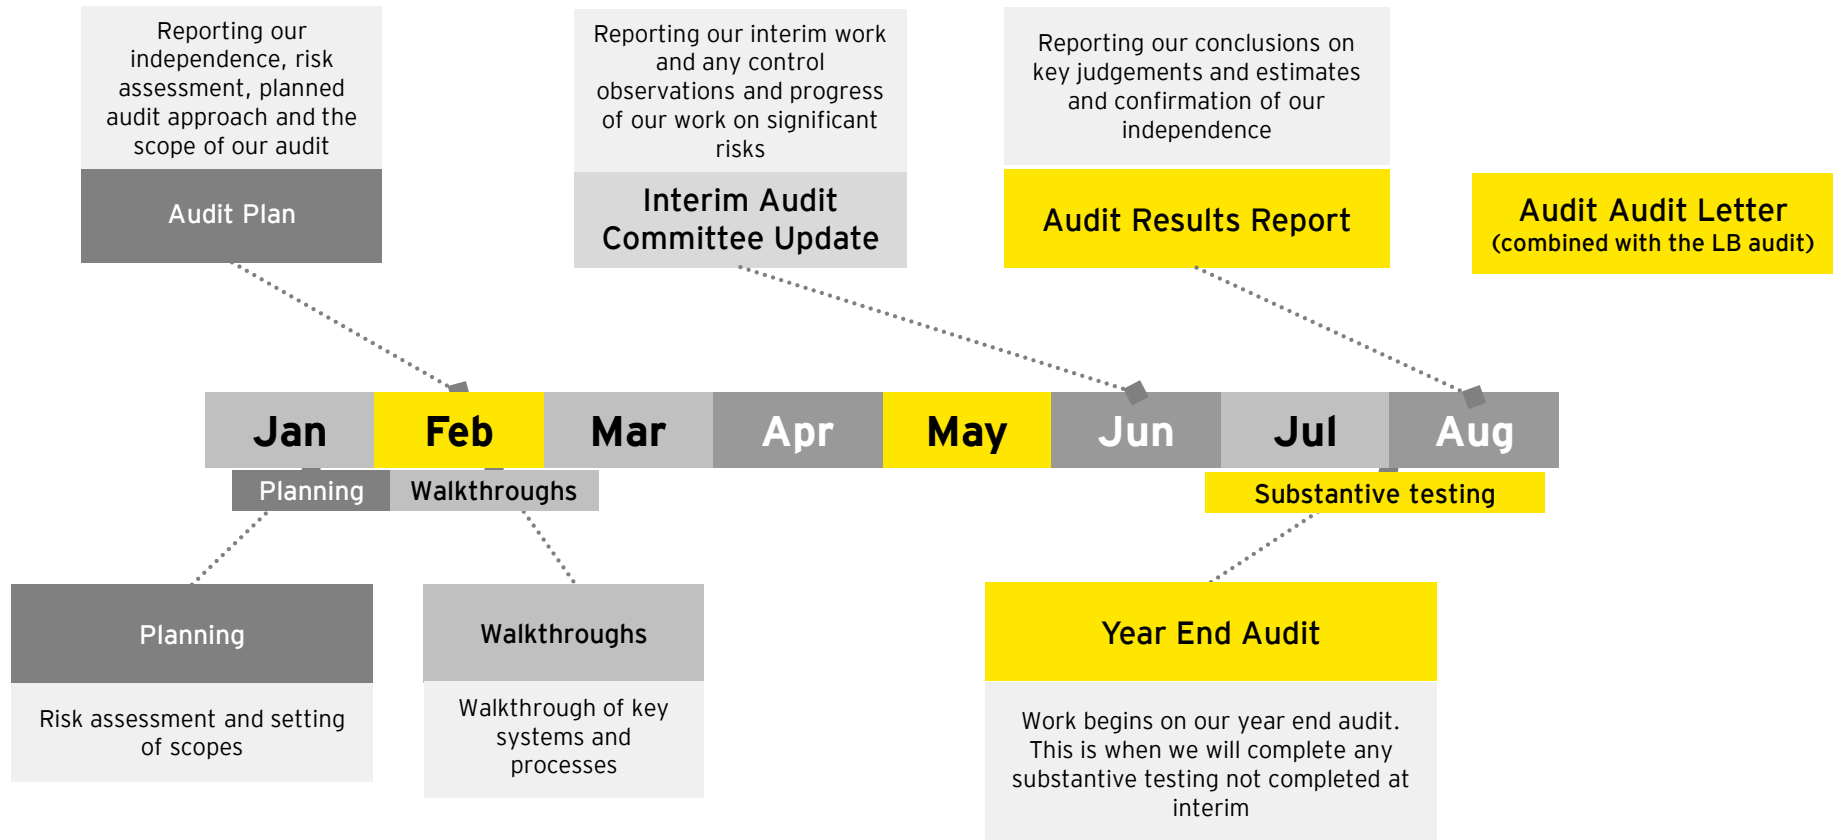 Reporting our
independence, risk
assessment, planned
audit approach and the
scope of our audit
Audit Plan
Reporting our interim work
and any control
observations and progress
of our work on significant
risks
Interim Audit
Committee Update
Reporting our conclusions on
key judgements and estimates
and confirmation of our
independence
Audit Results Report
Audit Audit Letter
(combined with the LB audit)
Jan Feb Mar Apr May Jun Jul Aug
Planning Walkthroughs Substantive testing
Planning
Risk assessment and setting
of scopes
Walkthroughs
Walkthrough of key
systems and
processes
Year End Audit
Work begins on our year end audit.
This is when we will complete any
substantive testing not completed at
interim